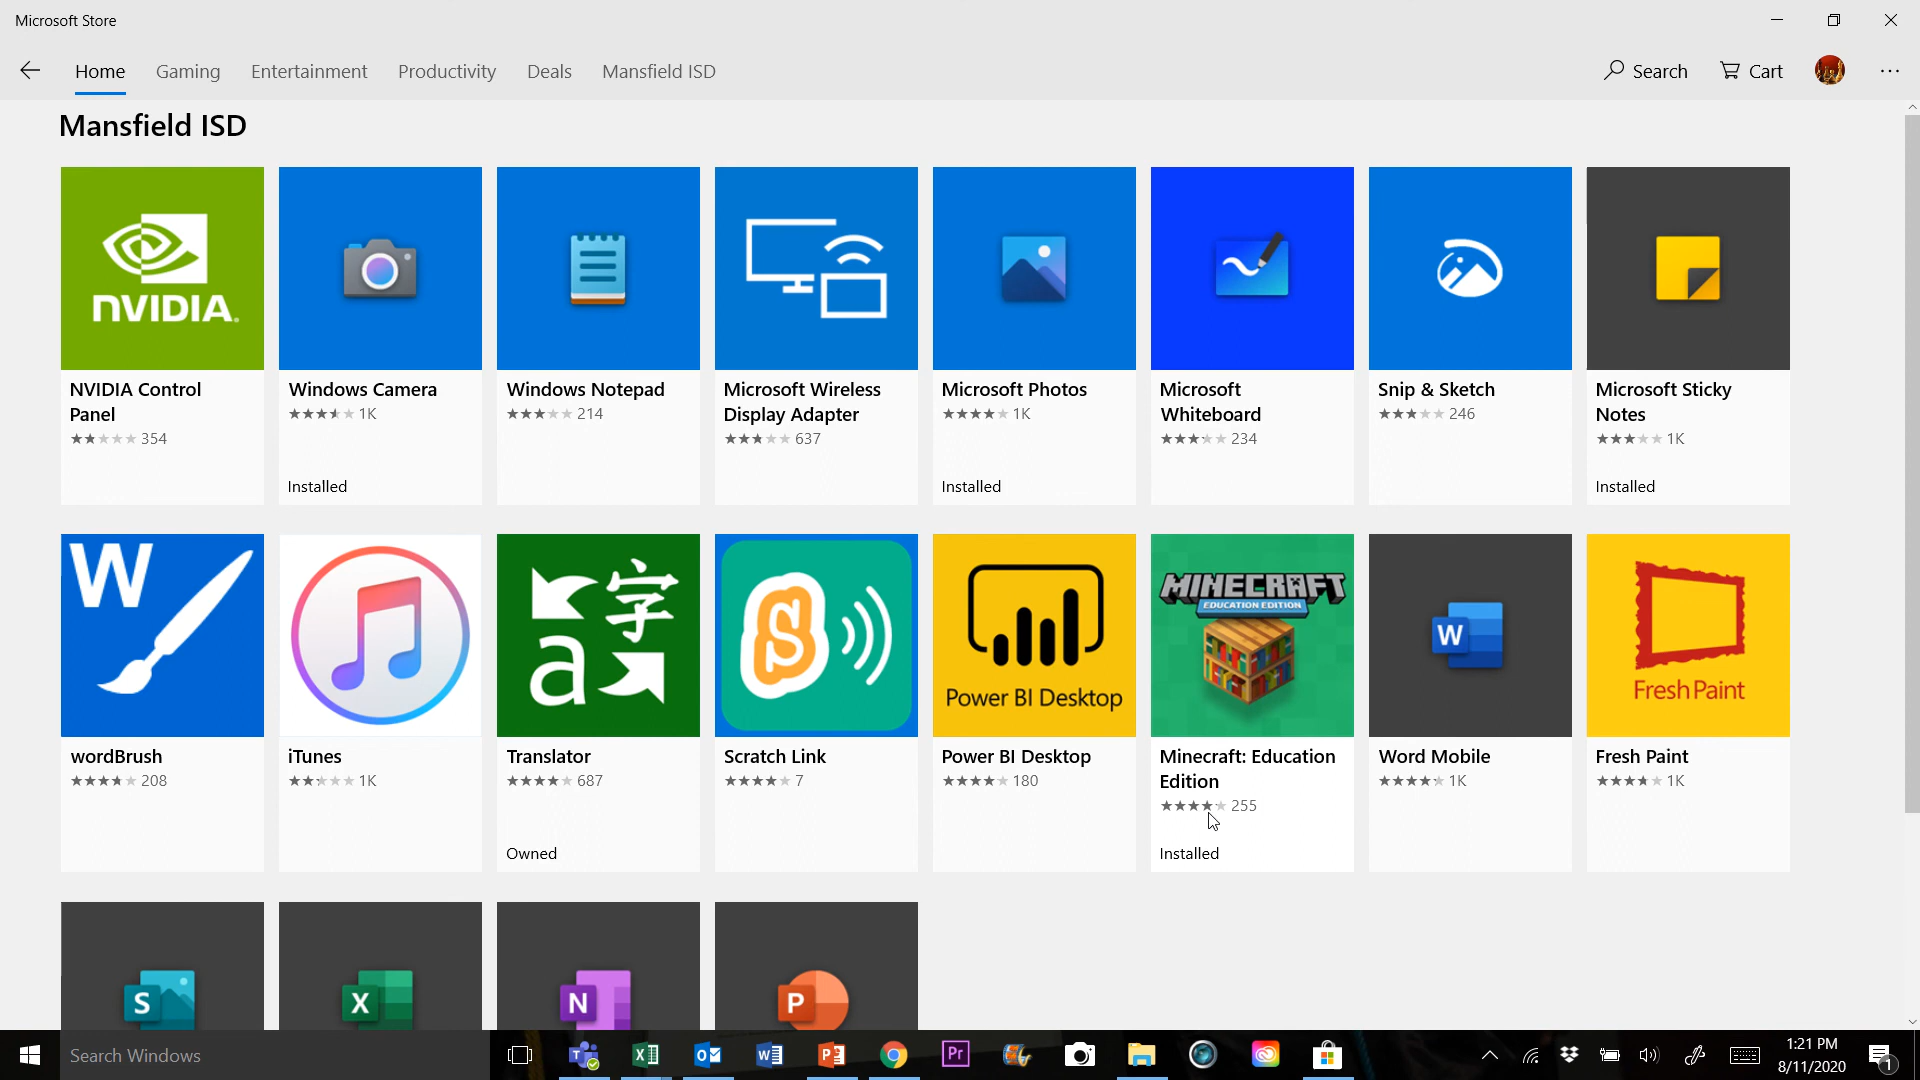 Microsoft Store
Home Gaming Entertainment Productivity Deals Mansfield ISD Search Cart
Mansfield ISD
NVIDIA.
NVIDIA Control Panel
354
Windows Camera
1K
Installed
Windows Notepad
214
Microsoft Wireless
Display Adapter
637
Microsoft Photos
1K
Installed
Microsoft
Whiteboard
234
Snip & Sketch
246
Microsoft Sticky
Notes
1K
Installed
W
wordBrush
208
iTunes
1K
字
a
Translator
687
Owned
S
Scratch Link
7
Power BI Desktop
Power BI Desktop
180
MINECRAFT
EDUCATION EDITION
Minecraft: Education
Edition
255
Installed
W
Word Mobile
1K
Fresh Paint
Fresh Paint
1K
S
X
N
P
Search Windows
Pr
1:21 PM
8/11/2020
1